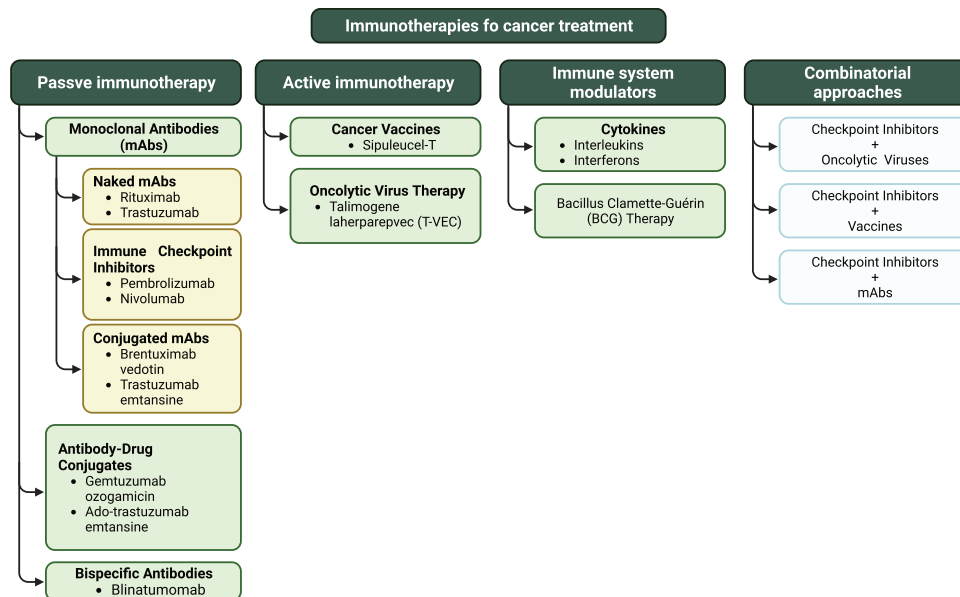 Immunotherapies fo cancer treatment
Passve immunotherapy
Monoclonal Antibodies
(mAbs)
Naked mAbs
• Rituximab
• Trastuzumab
Immune Checkpoint
Inhibitors
• Pembrolizumab
• Nivolumab
Conjugated mAbs
• Brentuximab
vedotin
• Trastuzumab
emtansine
Antibody-Drug
Conjugates
• Gemtuzumab
ozogamicin
• Ado-trastuzumab
emtansine
Bispecific Antibodies
• Blinatumomab
Active immunotherapy
Cancer Vaccines
• Sipuleucel-T
Oncolytic Virus Therapy
• Talimogene
laherparepvec (T-VEC)
Immune system
modulators
Cytokines
• Interleukins
• Interferons
Bacillus Clamette-Guérin
(BCG) Therapy
Combinatorial
approaches
Checkpoint Inhibitors
+
Oncolytic Viruses
Checkpoint Inhibitors
+
Vaccines
Checkpoint Inhibitors
+
mAbs